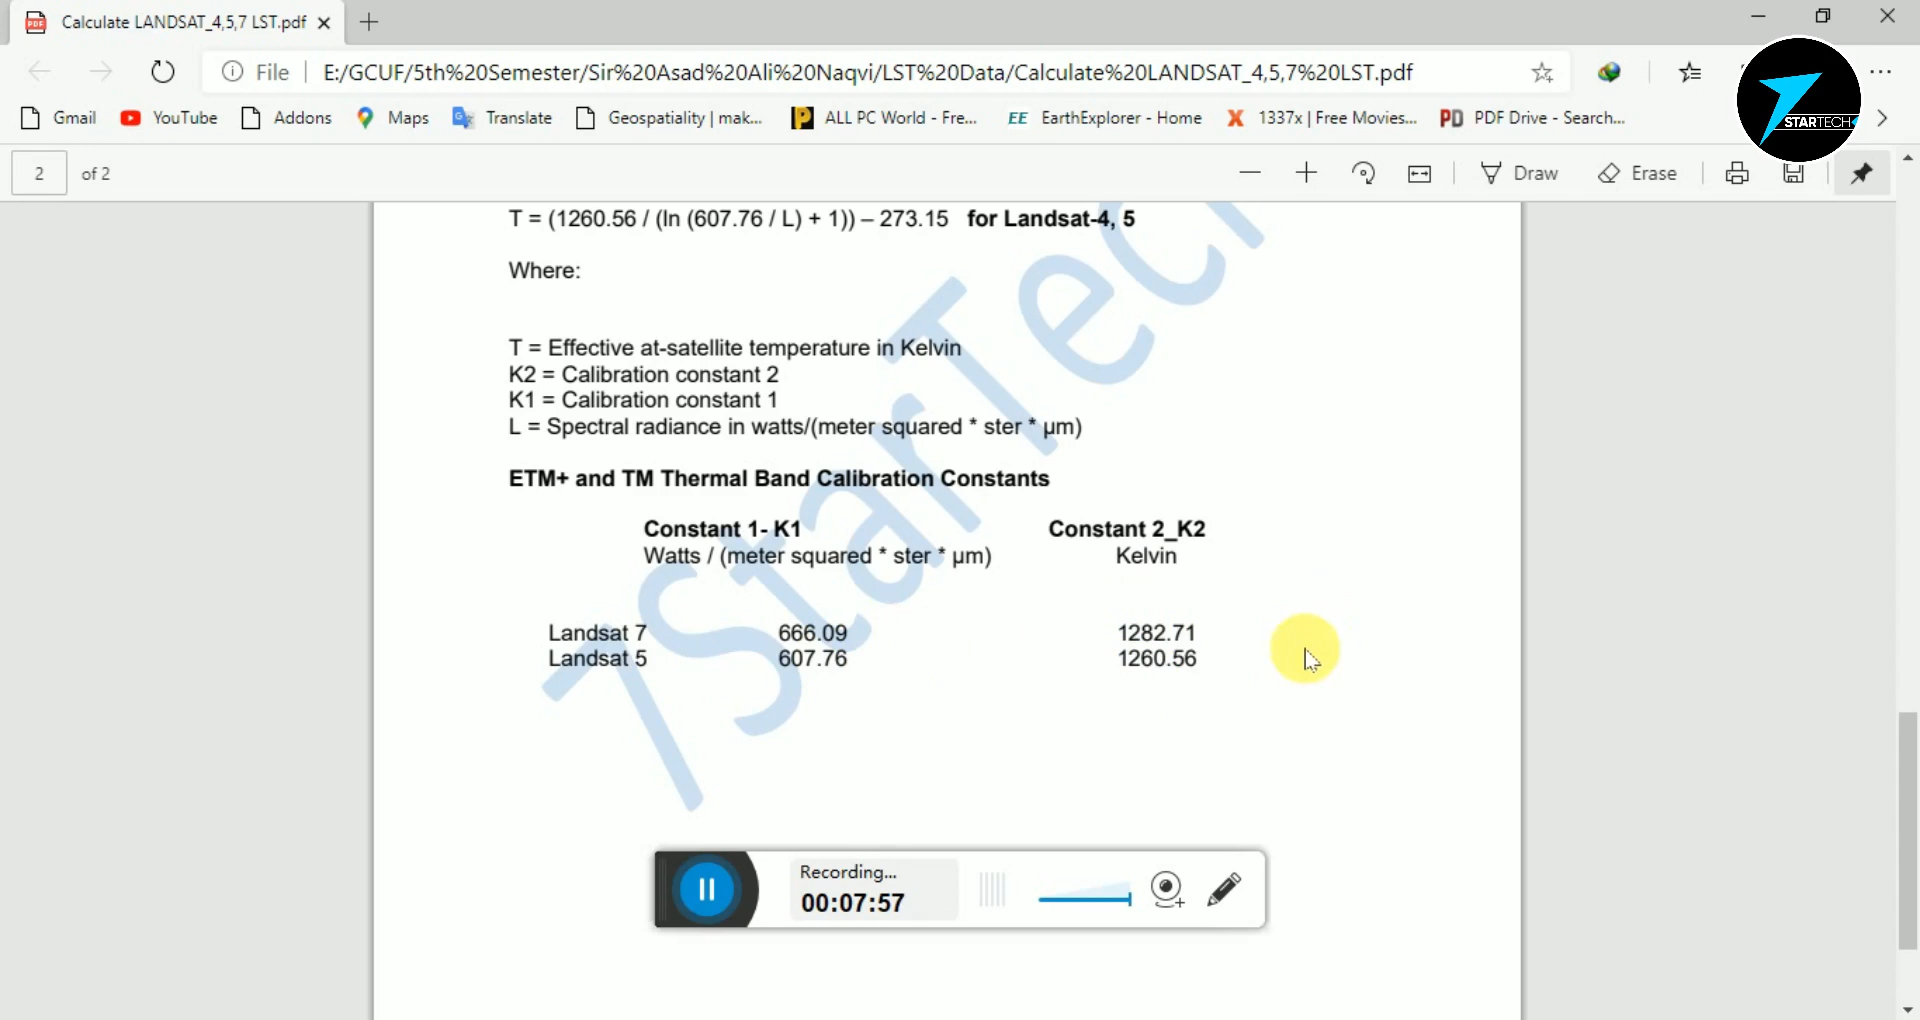 Calculate LANDSAT_4,5,7 LST.pdf
File
E:/GCUF/5th%20Semester/Sir%20Asad%20Ali%20Naqvi/LST%20Data/Calculate%20LANDSAT_4,5,7%20LST.pdf
Gmail YouTube Addons Maps Translate Geospatiality | mak... ALL PC World - Fre... EE EarthExplorer - Home X 1337x | Free Movies... PD PDF Drive - Search...
STARTECH
2 of 2 Draw Erase
T = (1260.56 / (ln (607.76 / L) + 1)) – 273.15 for Landsat-4, 5
Where:
T = Effective at-satellite temperature in Kelvin
K2 = Calibration constant 2
K1 = Calibration constant 1
L = Spectral radiance in watts/(meter squared * ster * μm)
ETM+ and TM Thermal Band Calibration Constants
Constant 1- K1 Constant 2_K2
Watts / (meter squared * ster * μm) Kelvin
Landsat 7 666.09 1282.71
Landsat 5 607.76 1260.56
7StarTec
Recording...
00:07:57